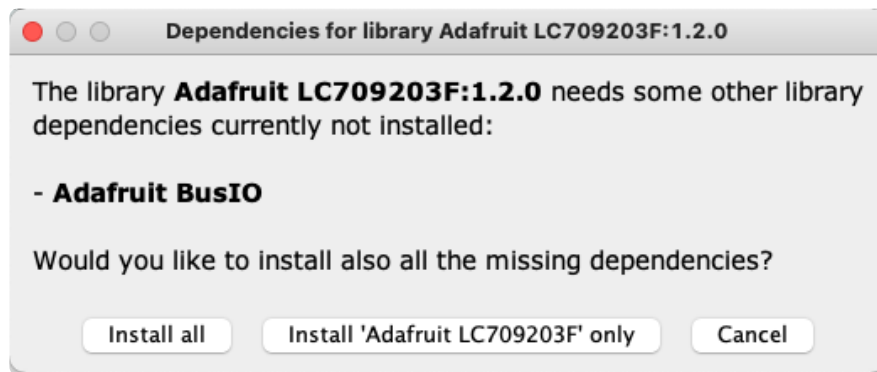 Dependencies for library Adafruit LC709203F:1.2.0
The library Adafruit LC709203F:1.2.0 needs some other library
dependencies currently not installed:
- Adafruit BusIO
Would you like to install also all the missing dependencies?
Install all Install 'Adafruit LC709203F' only Cancel